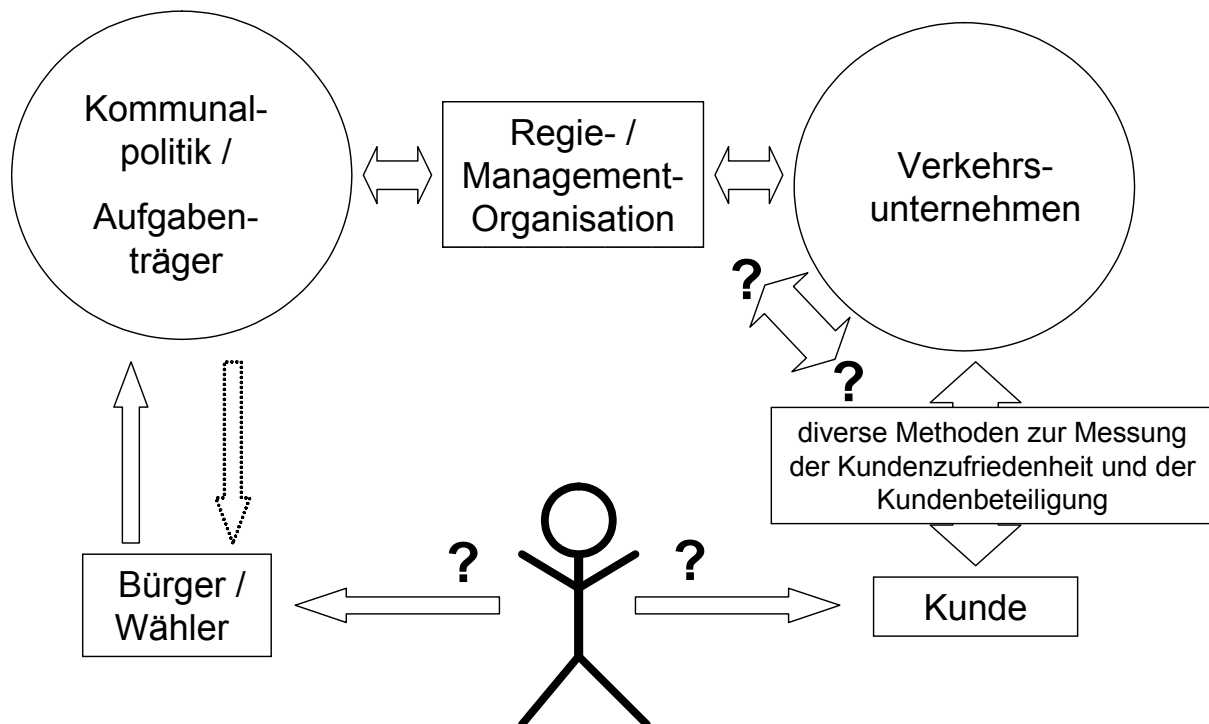 Kommunal-
politik /
Aufgaben-
träger
Regie- /
Management-
Organisation
Verkehrs-
unternehmen
?
?
diverse Methoden zur Messung
der Kundenzufriedenheit und der
Kundenbeteiligung
?
?
Bürger /
Wähler
Kunde